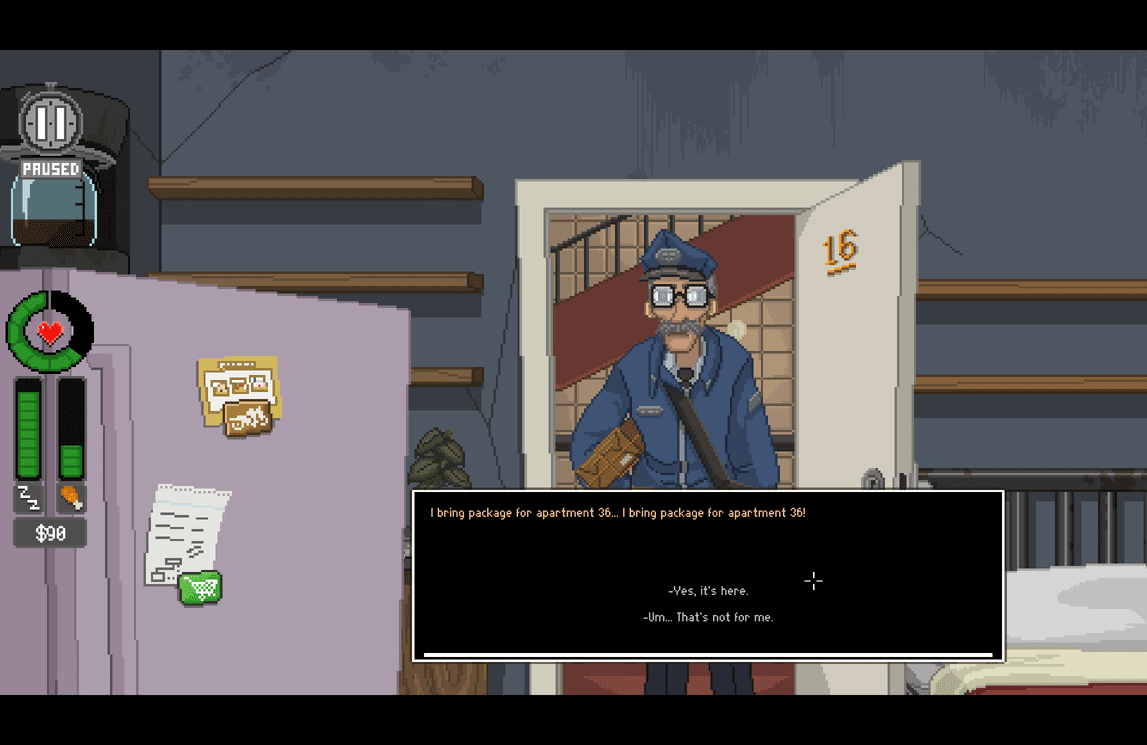 PAUSED
16
$90
I bring package for apartment 36... I bring package for apartment 36!
-Yes, it's here.
-Um... That's not for me.